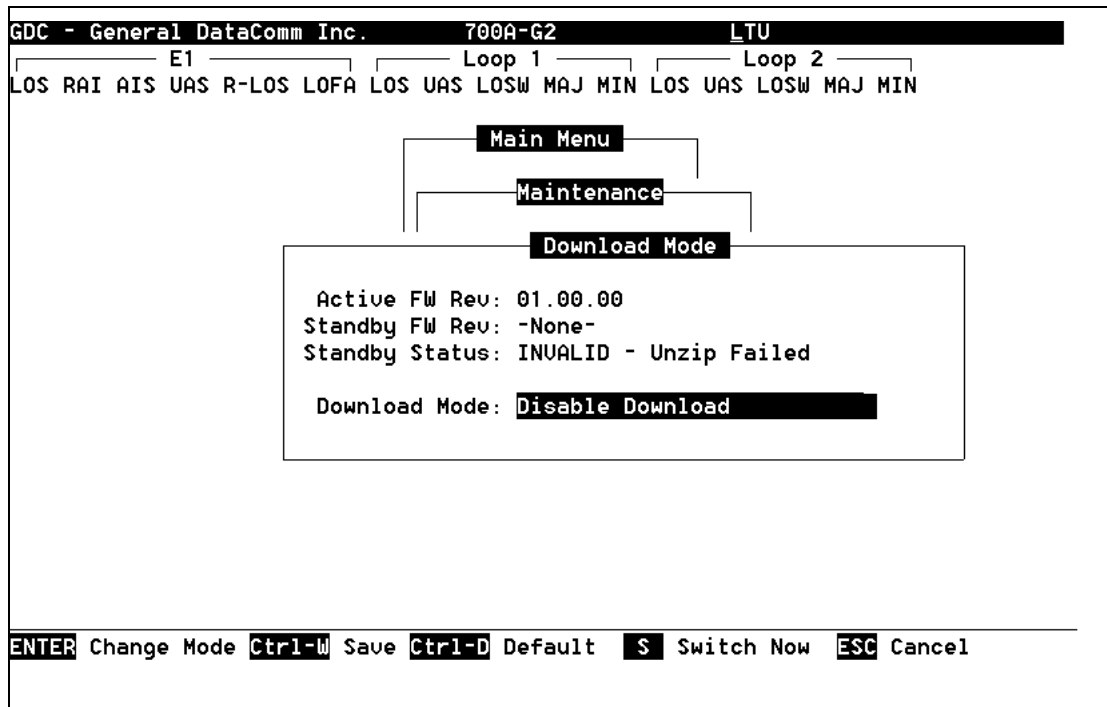 GDC - General DataComm Inc. 700A-G2 LTU
E1 Loop 1 Loop 2
LOS RAI AIS UAS R-LOS LOFA LOS UAS LOSW MAJ MIN LOS UAS LOSW MAJ MIN
Main Menu
Maintenance
Download Mode
Active FW Rev: 01.00.00
Standby FW Rev: -None-
Standby Status: INVALID - Unzip Failed
Download Mode: Disable Download
ENTER Change Mode Ctrl-W Save Ctrl-D Default S Switch Now ESC Cancel